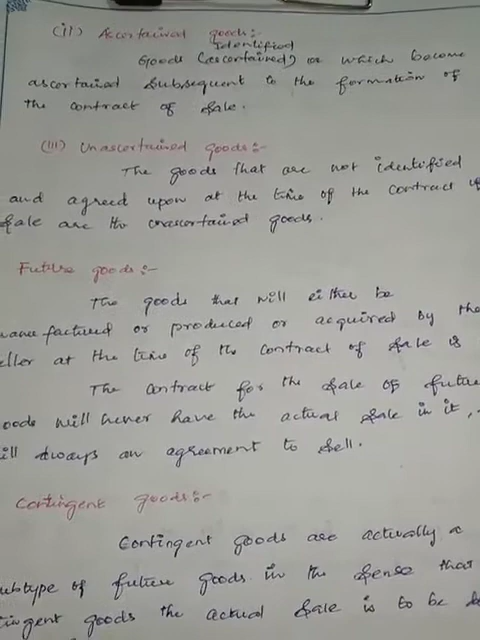 (ii) Ascertained goods:-
Identified
Goods (ascertained) or which become
ascertained subsequent to the formation of
the contract of sale.
(iii) Unascertained goods:-
The goods that are not identified
and agreed upon at the time of the contract of
sale are the unascertained goods.
Future goods:-
The goods that will either be
manufactured or produced or acquired by the
eller at the time of the contract of sale is
The contract for the sale of future
oods will never have the actual sale in it,
ill always an agreement to sell.
Contingent goods:-
Contingent goods are actually a
ubtype of future goods in the sense that
tingent goods the actual sale is to be